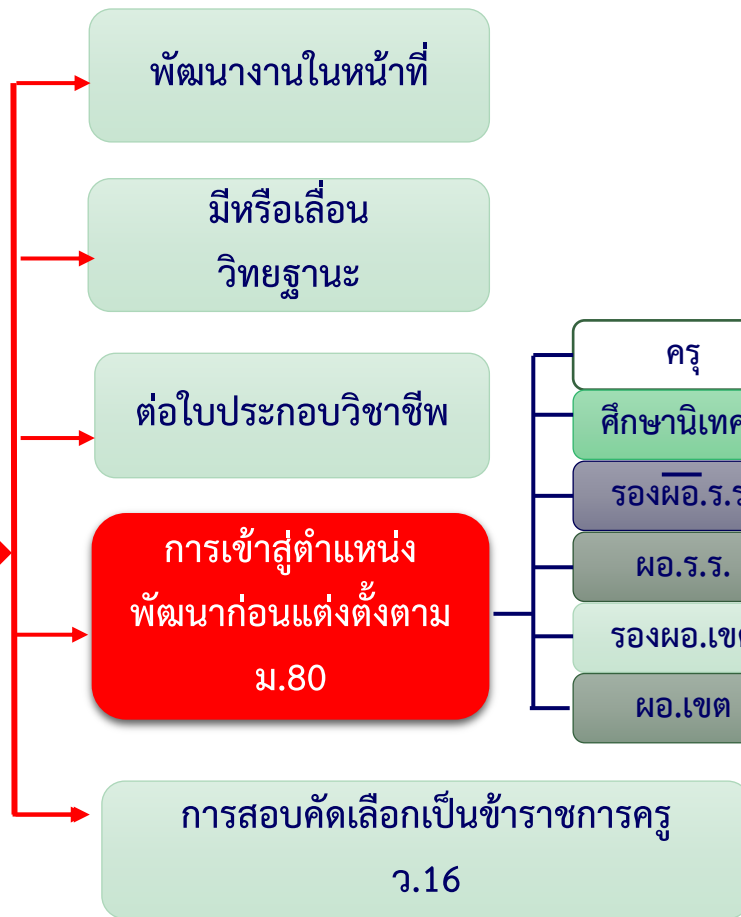 พัฒนางานในหน้าที่
มีหรือเลื่อน
วิทยฐานะ
ต่อใบประกอบวิชาชีพ
การเข้าสู่ตำแหน่ง
พัฒนาก่อนแต่งตั้งตาม
ม.80
ครุ
ศึกษานิเทศ
รองผอ.ร.ร
ผอ.ร.ร.
รองผอ.เขต
ผอ.เขต
การสอบคัดเลือกเป็นข้าราชการครู
ว.16